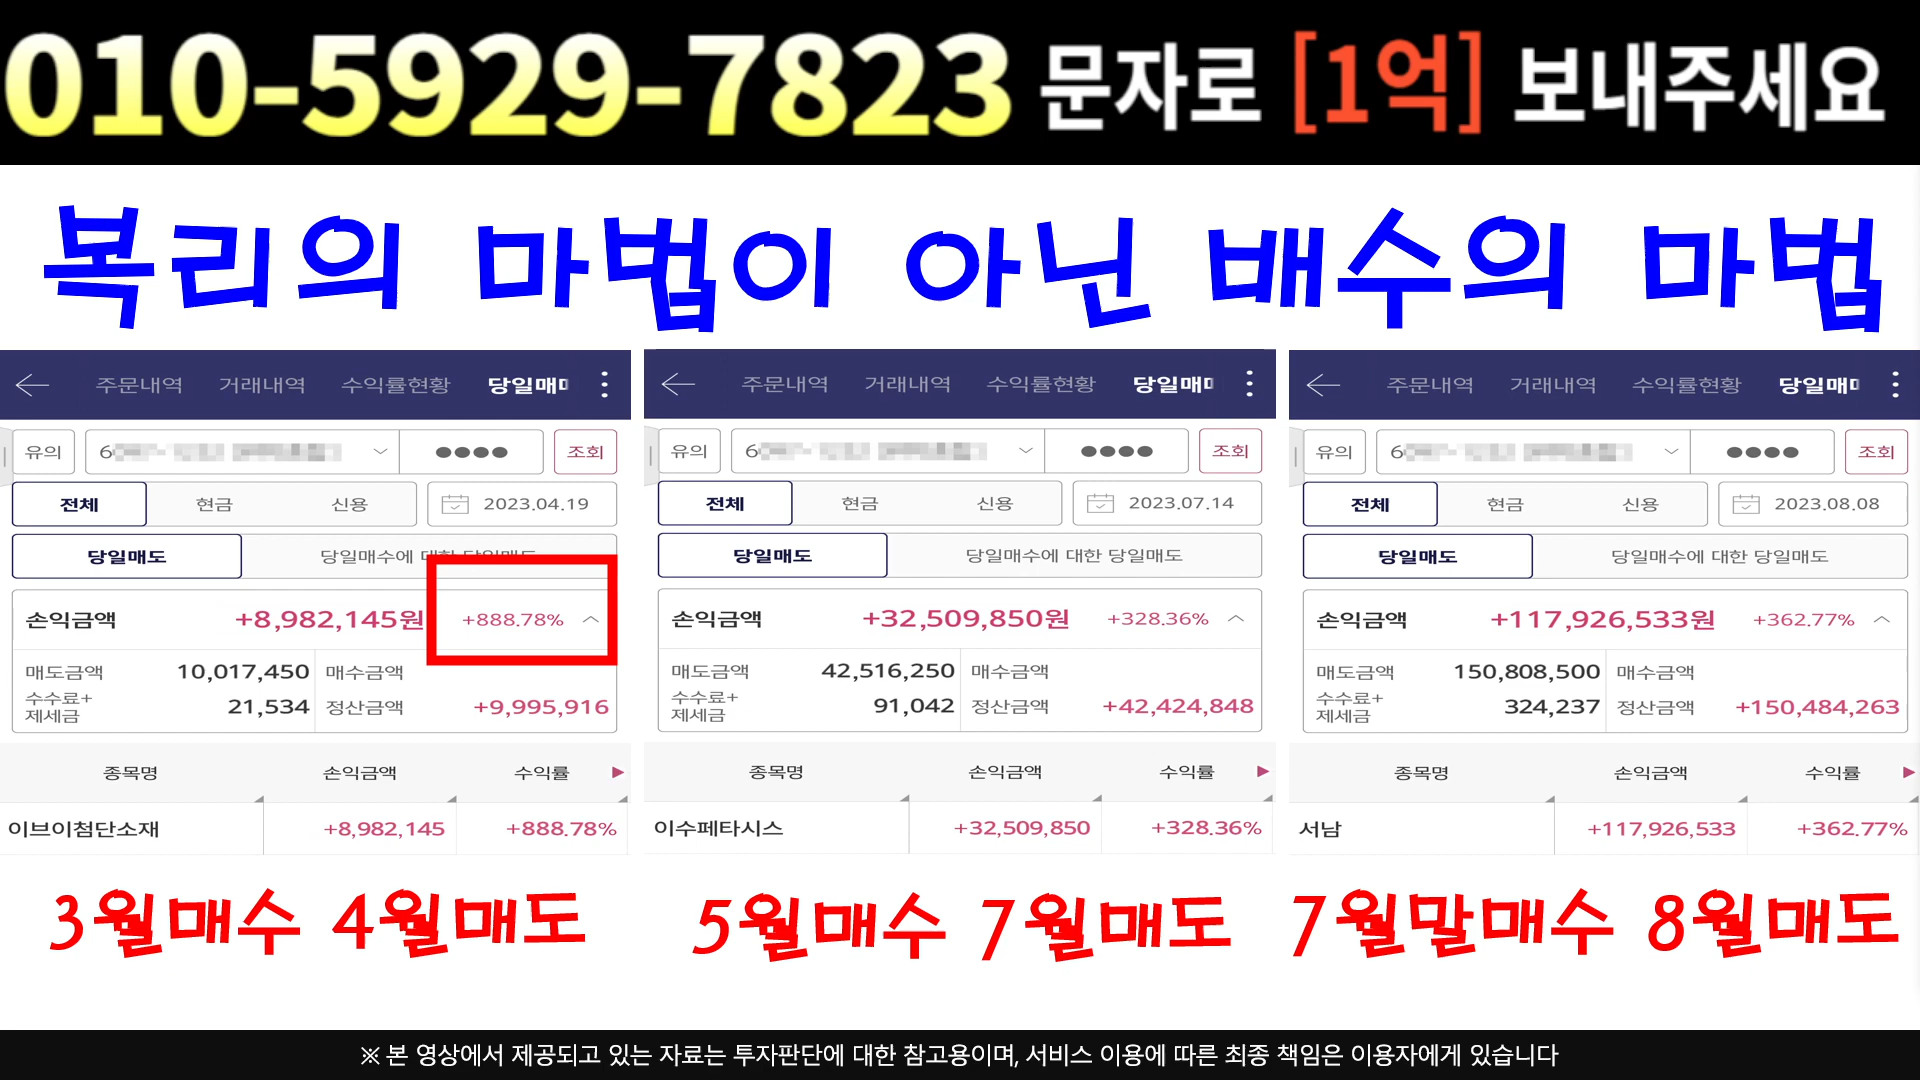 010-5929-7823 문자로 [1억] 보내주세요
복리의 마법이 아닌 배수의 마법
주문내역 거래내역 수익률현황 당일매
유의 6 ●●●● 조회
전체 현금 신용 2023.04.19
당일매도 당일매수에 대한 당일매도
손익금액 +8,982,145원 +888.78%
매도금액 10,017,450 매수금액
수수료+
제세금 21,534 정산금액 +9,995,916
종목명 손익금액 수익률
이브이첨단소재 +8,982,145 +888.78%
3월매수 4월매도
주문내역 거래내역 수익률현황 당일매
유의 6 ●●●● 조회
전체 현금 신용 2023.07.14
당일매도 당일매수에 대한 당일매도
손익금액 +32,509,850원 +328.36%
매도금액 42,516,250 매수금액
수수료+
제세금 91,042 정산금액 +42,424,848
종목명 손익금액 수익률
이수페타시스 +32,509,850 +328.36%
5월매수 7월매도
주문내역 거래내역 수익률현황 당일매
유의 6 ●●●● 조회
전체 현금 신용 2023.08.08
당일매도 당일매수에 대한 당일매도
손익금액 +117,926,533원 +362.77%
매도금액 150,808,500 매수금액
수수료+
제세금 324,237 정산금액 +150,484,263
종목명 손익금액 수익률
서남 +117,926,533 +362.77%
7월말매수 8월매도
※ 본 영상에서 제공되고 있는 자료는 투자판단에 대한 참고용이며, 서비스 이용에 따른 최종 책임은 이용자에게 있습니다